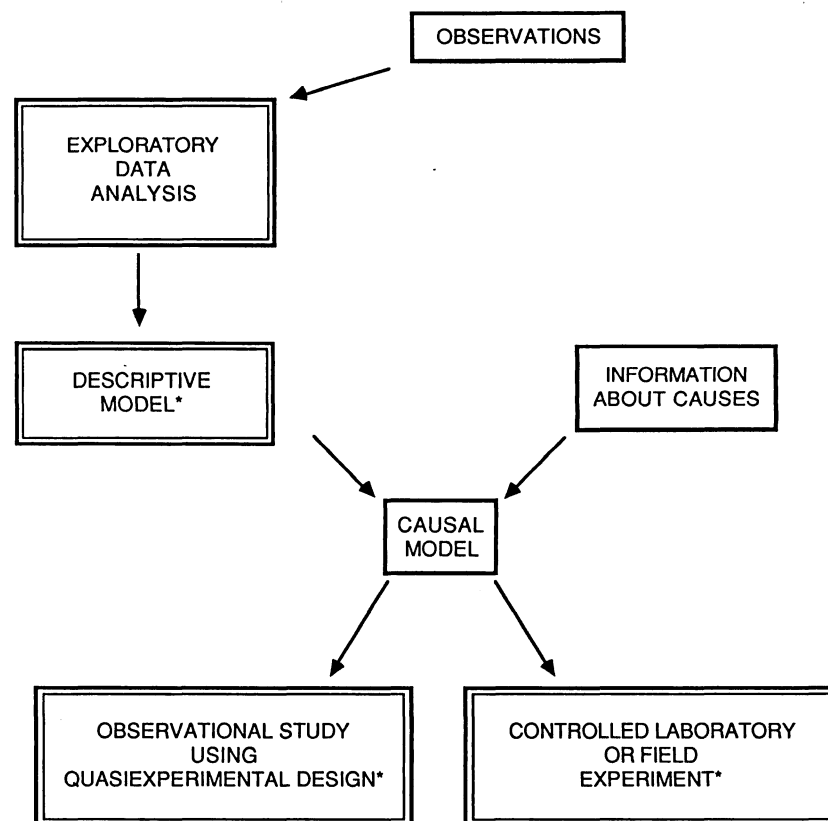 OBSERVATIONS
EXPLORATORY
DATA
ANALYSIS
DESCRIPTIVE
MODEL*
INFORMATION
ABOUT CAUSES
CAUSAL
MODEL
OBSERVATIONAL STUDY
USING
QUASIEXPERIMENTAL DESIGN*
CONTROLLED LABORATORY
OR FIELD
EXPERIMENT*